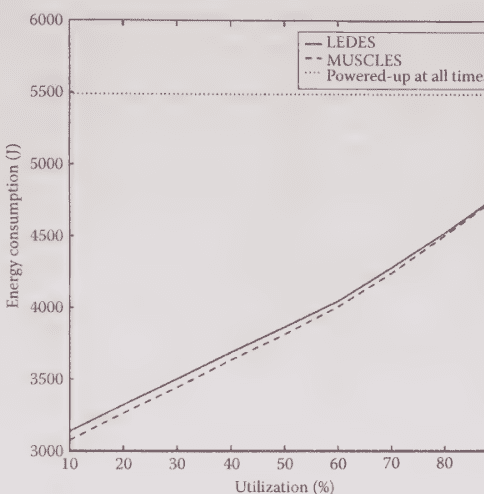 6000
5500
5000
4500
4000
3500
3000
Energy consumption (J)
LEDES
MUSCLES
Powered-up at all time
10 20 30 40 50 60 70 80
Utilization (%)